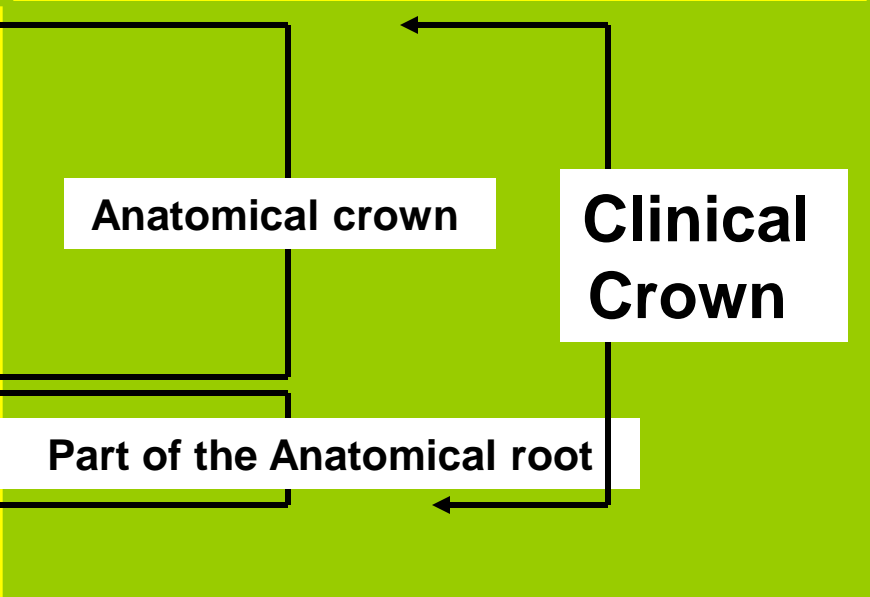 Anatomical crown
Clinical
Crown
Part of the Anatomical root